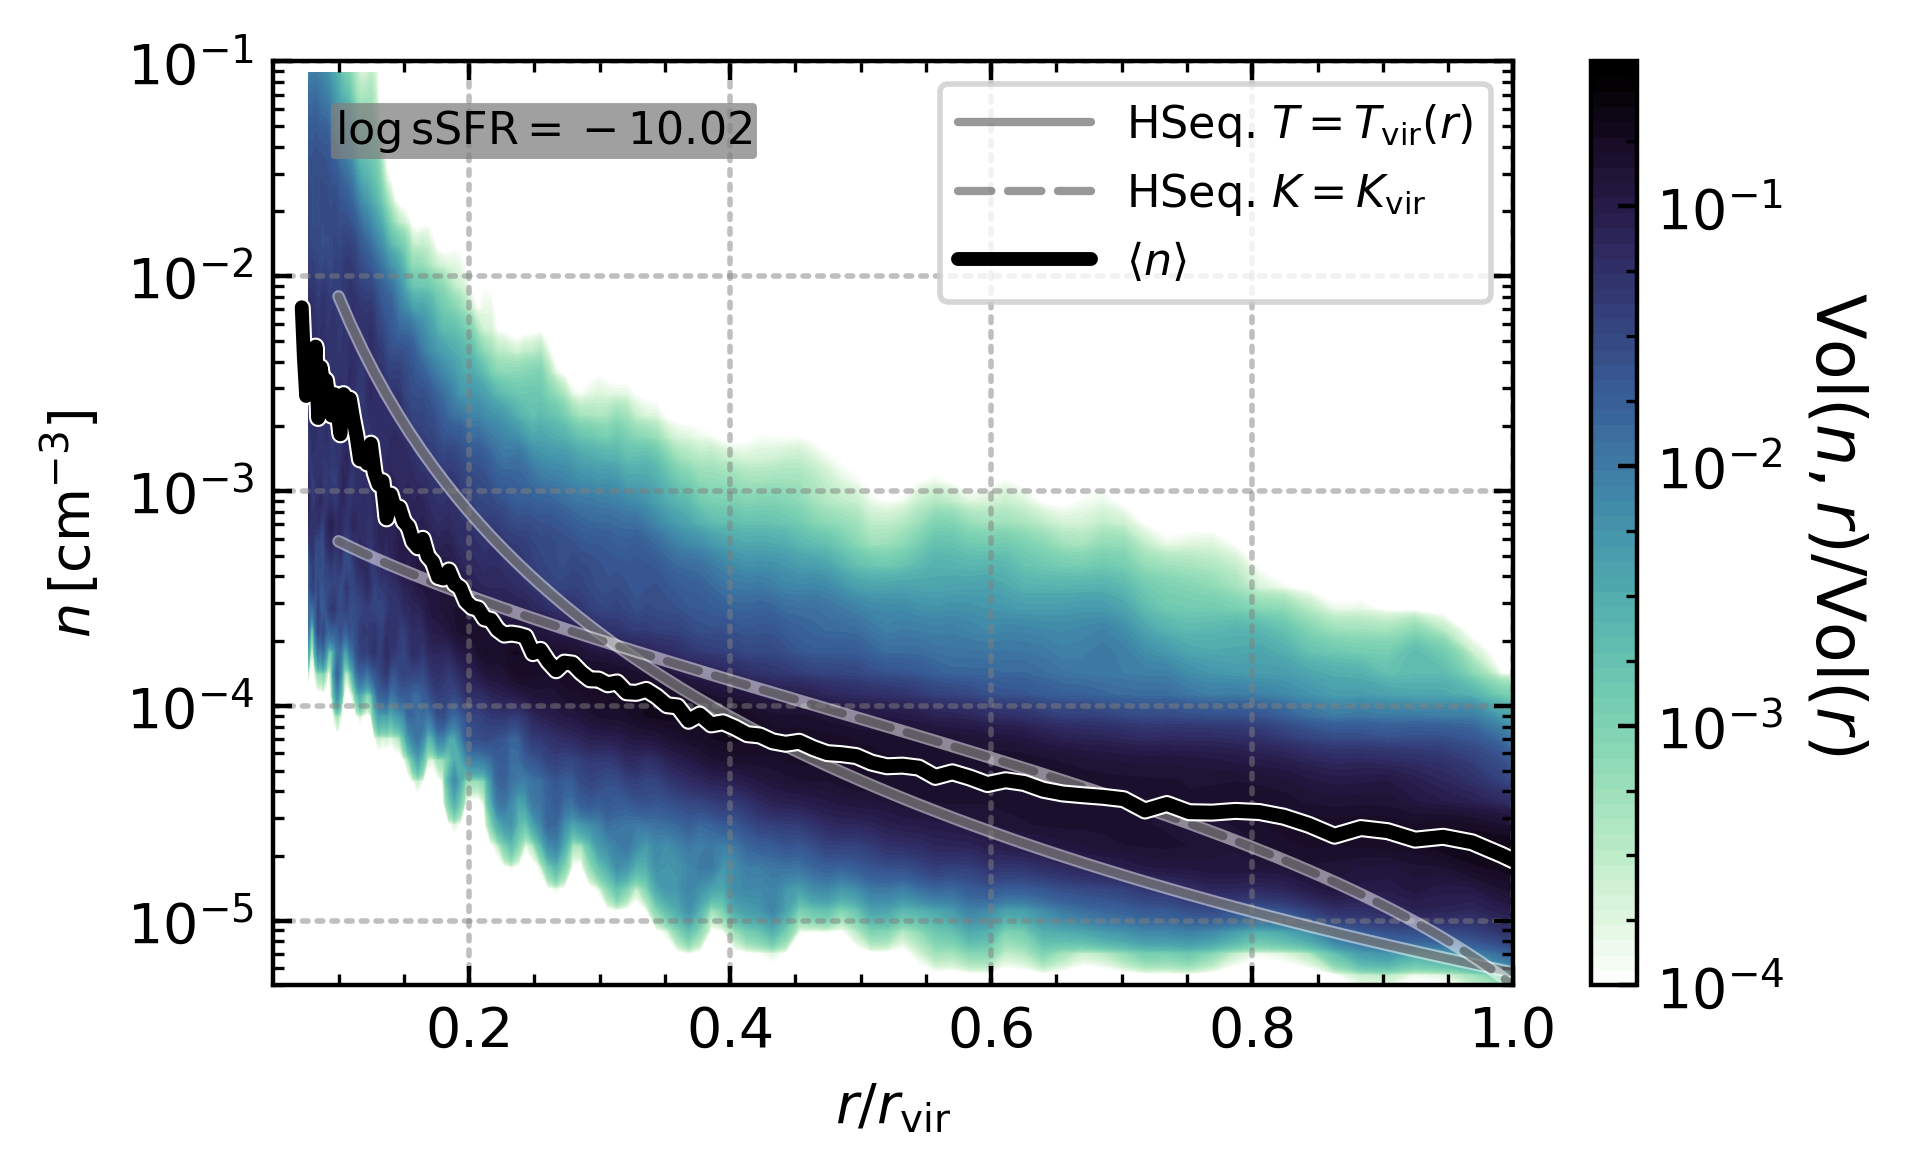 10⁻¹
10⁻²
10⁻³
10⁻⁴
10⁻⁵
n [cm⁻³]
log sSFR = −10.02
HSeq. T = T_vir(r)
HSeq. K = K_vir
⟨n⟩
0.2 0.4 0.6 0.8 1.0
r/r_vir
10⁻¹
10⁻²
10⁻³
10⁻⁴
Vol(n, r)/Vol(r)